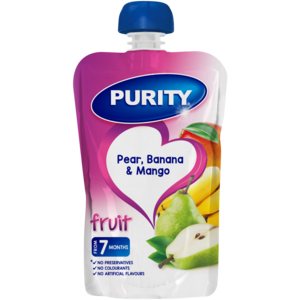 PURITY
Pear, Banana
& Mango
fruit
FROM 7 MONTHS
✓ NO PRESERVATIVES
✓ NO COLOURANTS
✓ NO ARTIFICIAL FLAVOURS